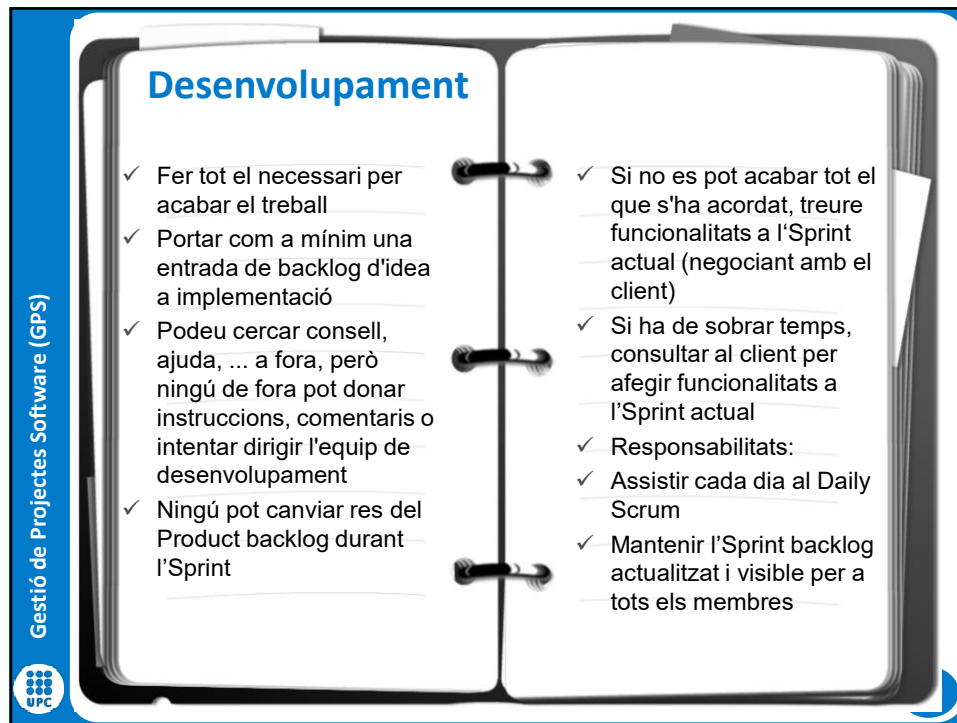 Desenvolupament
✓ Fer tot el necessari per
acabar el treball
✓ Portar com a mínim una
entrada de backlog d'idea
a implementació
✓ Podeu cercar consell,
ajuda, ... a fora, però
ningú de fora pot donar
instruccions, comentaris o
intentar dirigir l'equip de
desenvolupament
✓ Ningú pot canviar res del
Product backlog durant
l’Sprint
✓ Si no es pot acabar tot el
que s'ha acordat, treure
funcionalitats a l‘Sprint
actual (negociant amb el
client)
✓ Si ha de sobrar temps,
consultar al client per
afegir funcionalitats a
l’Sprint actual
✓ Responsabilitats:
✓ Assistir cada dia al Daily
Scrum
✓ Mantenir l’Sprint backlog
actualitzat i visible per a
tots els membres
Gestió de Projectes Software (GPS)
UPC